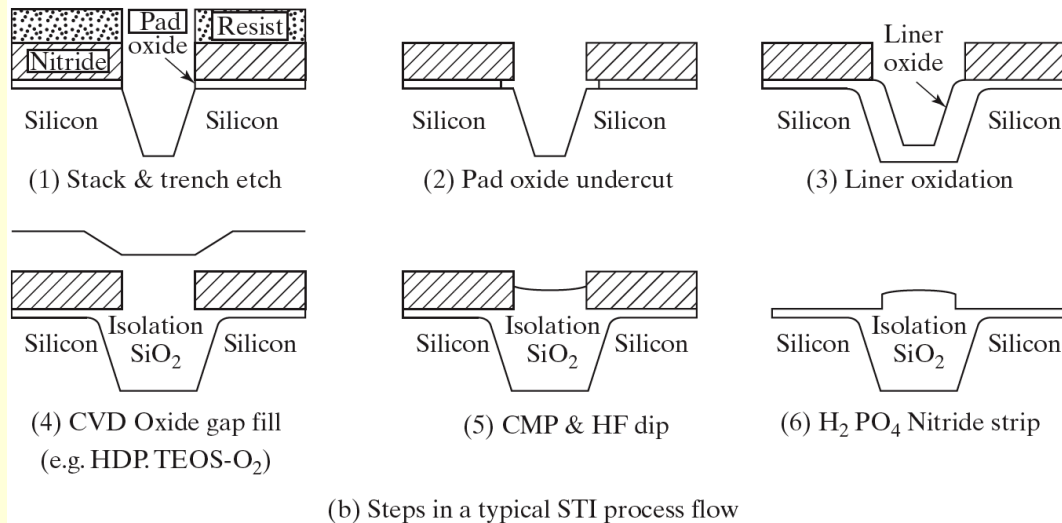 Pad
oxide
Resist
Nitride
Silicon
Silicon
(1) Stack & trench etch
Silicon
Silicon
(2) Pad oxide undercut
Liner
oxide
Silicon
Silicon
(3) Liner oxidation
Isolation
SiO₂
Silicon
Silicon
(4) CVD Oxide gap fill
(e.g. HDP. TEOS-O₂)
Isolation
SiO₂
Silicon
Silicon
(5) CMP & HF dip
Isolation
SiO₂
Silicon
Silicon
(6) H₂ PO₄ Nitride strip
(b) Steps in a typical STI process flow